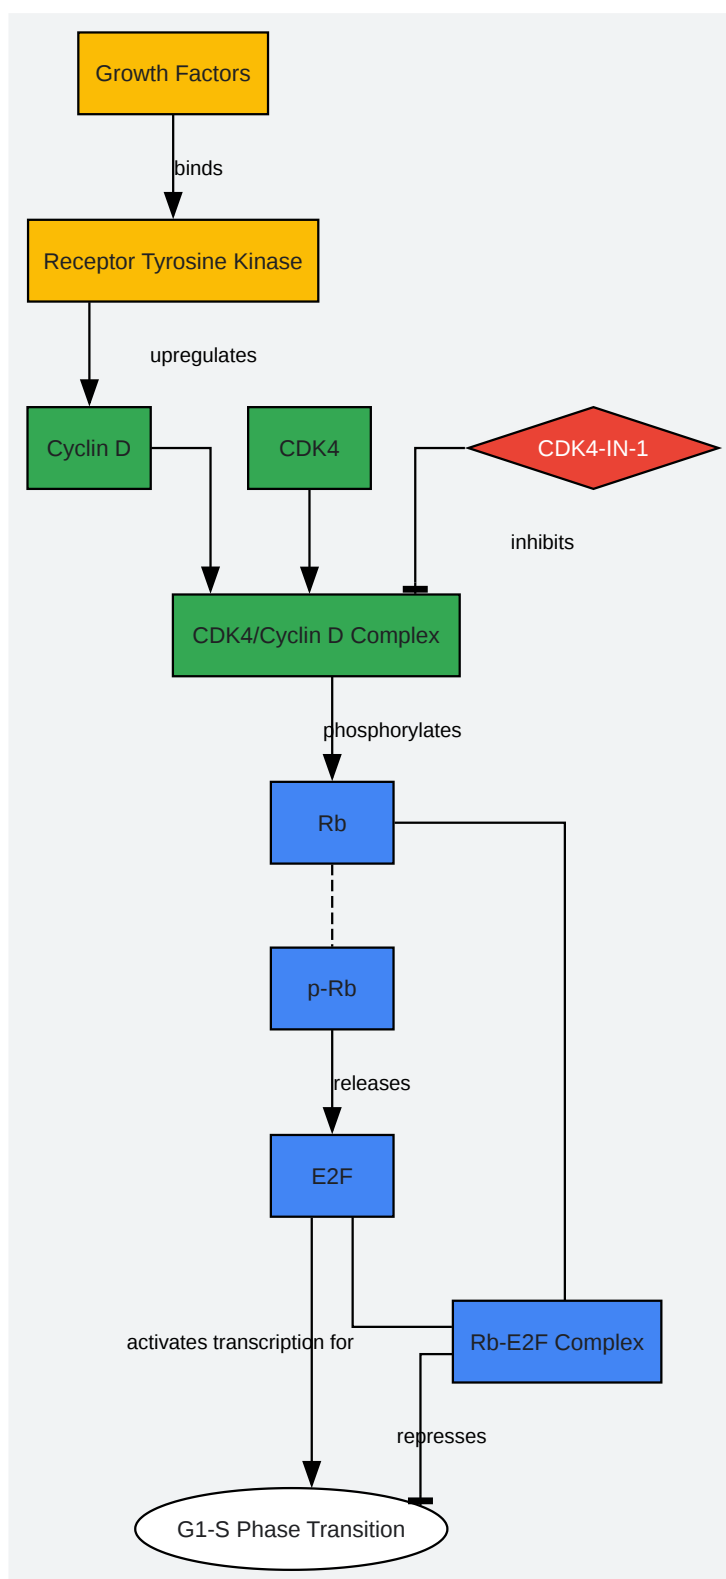 Growth Factors
binds
Receptor Tyrosine Kinase
upregulates
Cyclin D
CDK4
CDK4-IN-1
inhibits
CDK4/Cyclin D Complex
phosphorylates
Rb
p-Rb
releases
E2F
activates transcription for
Rb-E2F Complex
represses
G1-S Phase Transition